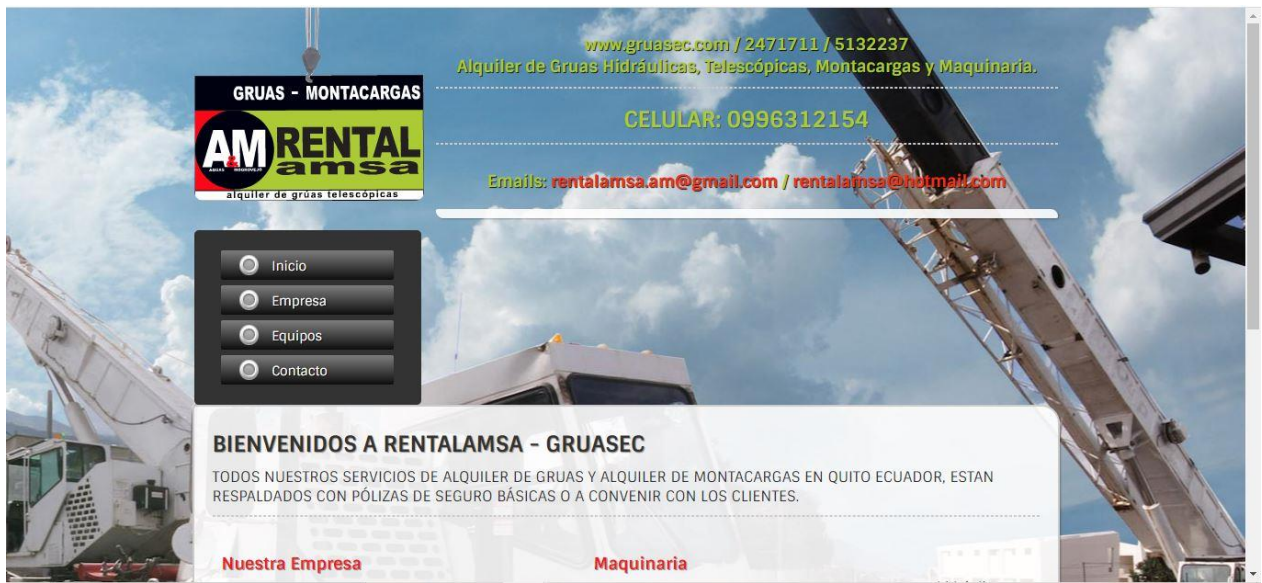 www.gruasec.com / 2471711 / 5132237
Alquiler de Gruas Hidráulicas, Telescópicas, Montacargas y Maquinaria.
GRUAS - MONTACARGAS
AM RENTAL
amsa
alquiler de grúas telescópicas
CELULAR: 0996312154
Emails: rentalamsa.am@gmail.com / rentalamsa@hotmail.com
Inicio
Empresa
Equipos
Contacto
BIENVENIDOS A RENTALAMSA - GRUASEC
TODOS NUESTROS SERVICIOS DE ALQUILER DE GRUAS Y ALQUILER DE MONTACARGAS EN QUITO ECUADOR, ESTAN
RESPALDADOS CON PÓLIZAS DE SEGURO BÁSICAS O A CONVENIR CON LOS CLIENTES.
Nuestra Empresa
Maquinaria